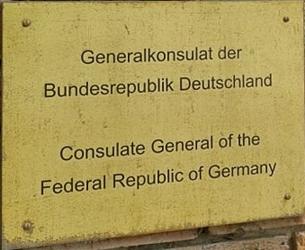 Generalkonsulat der
Bundesrepublik Deutschland
Consulate General of the
Federal Republic of Germany